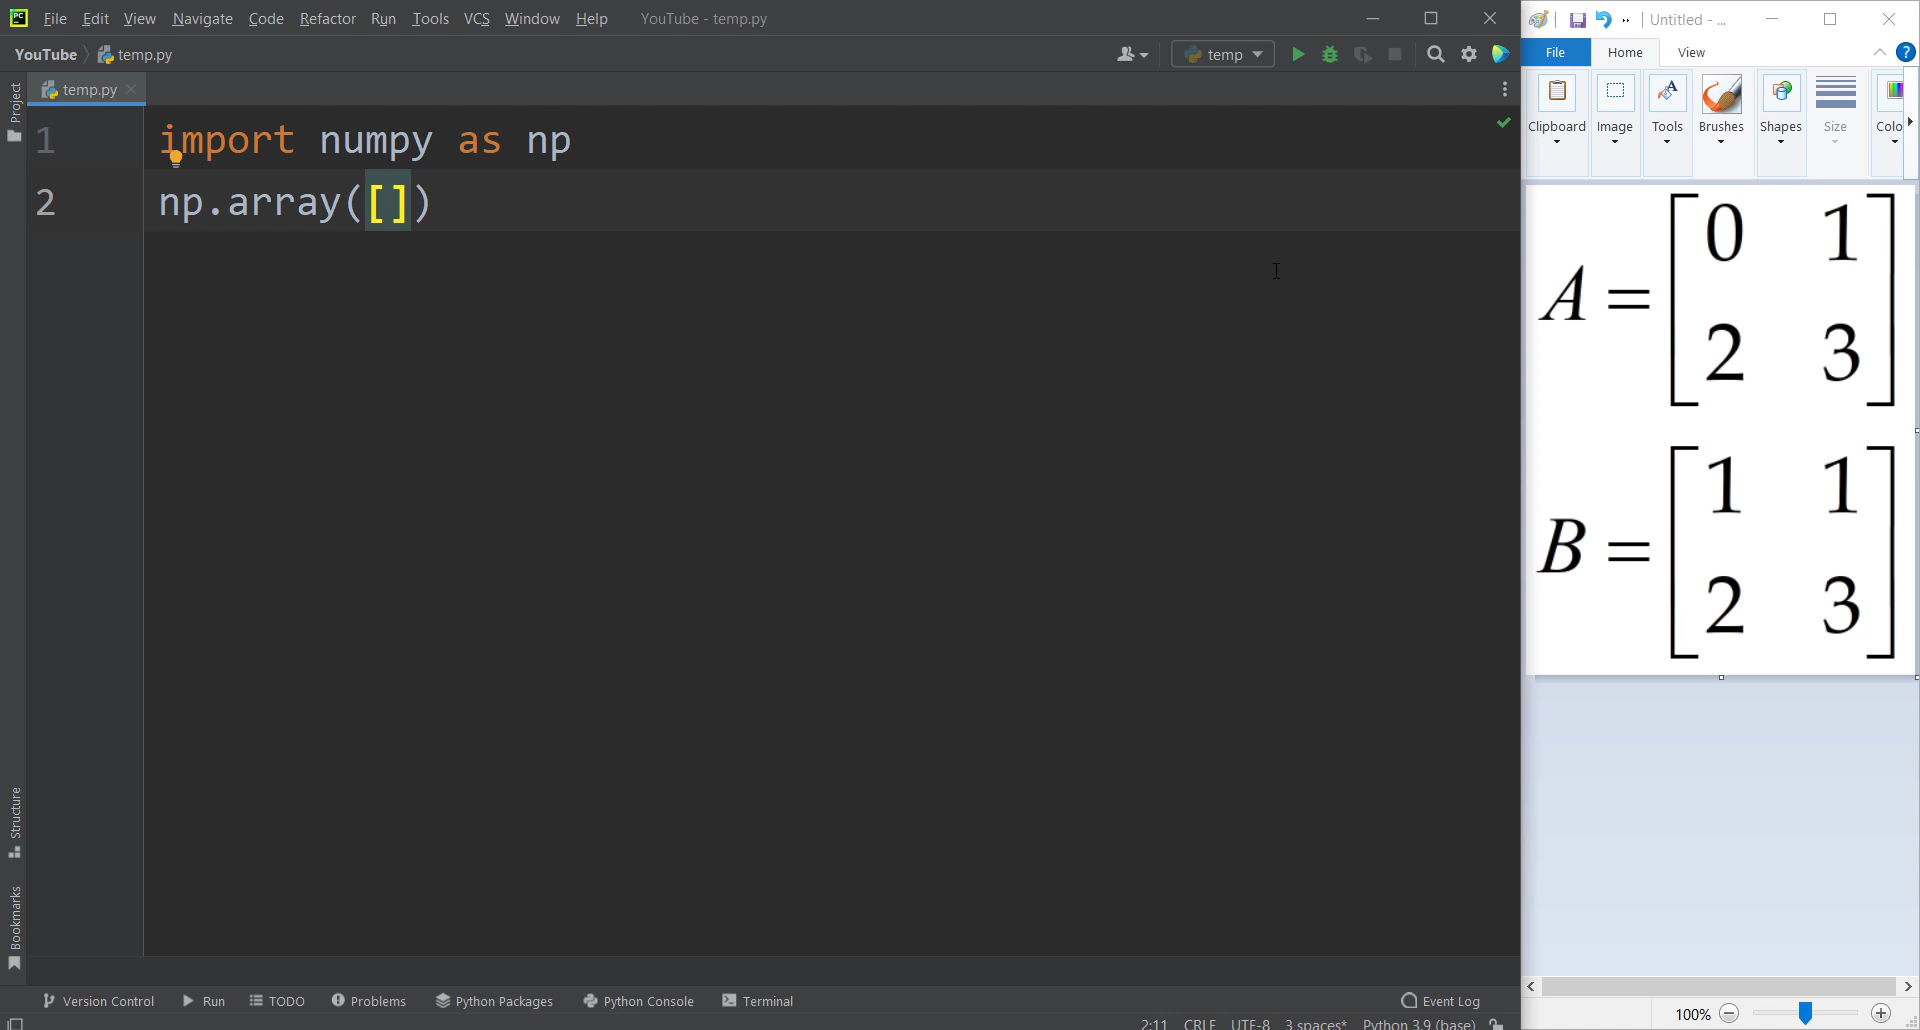 PC File Edit View Navigate Code Refactor Run Tools VCS Window Help YouTube - temp.py
YouTube temp.py
temp
temp.py
Project
1 import numpy as np
2 np.array([])
Structure
Bookmarks
Version Control Run TODO Problems Python Packages Python Console Terminal Event Log
2:11 CRLF UTF-8 3 spaces* Python 3.9 (base)
Untitled - ...
File Home View ?
Clipboard Image Tools Brushes Shapes Size Colo
A = [ 0 1
2 3 ]
B = [ 1 1
2 3 ]
100%